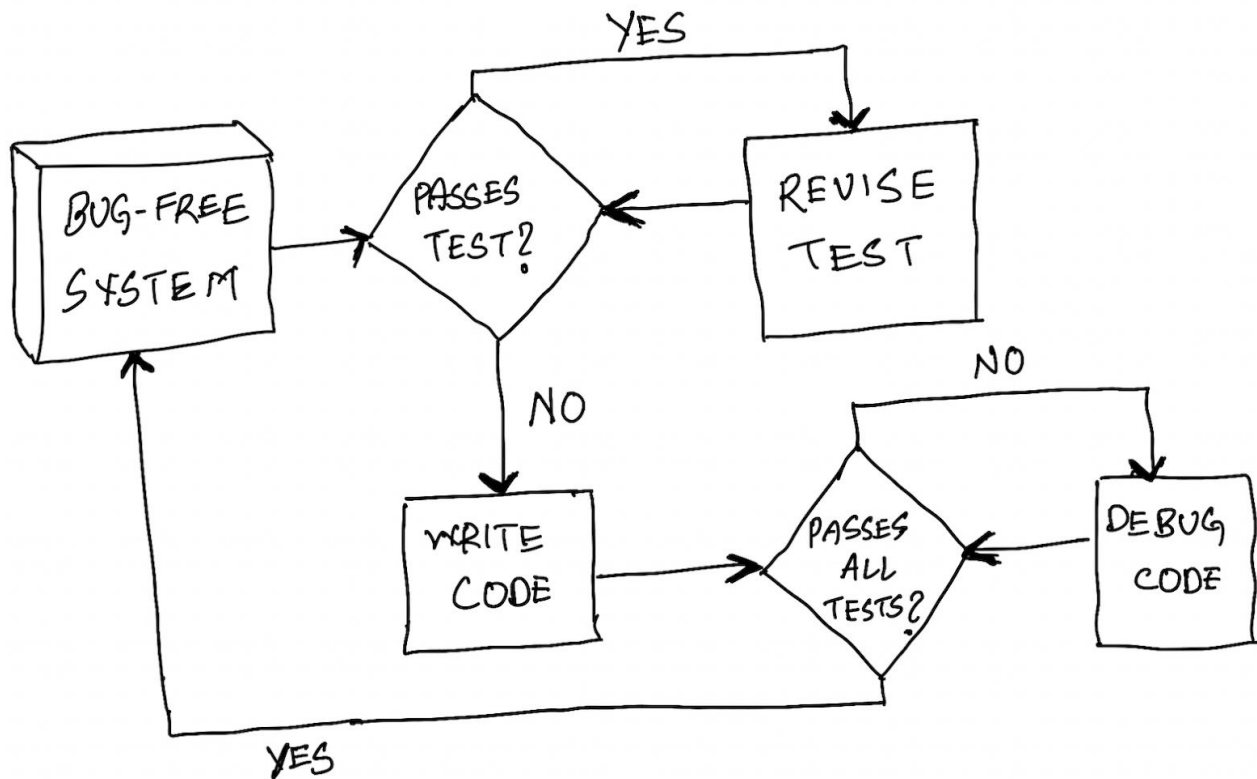 YES
BUG-FREE
SYSTEM
PASSES
TEST?
REVISE
TEST
NO
NO
WRITE
CODE
PASSES
ALL
TESTS?
DEBUG
CODE
YES